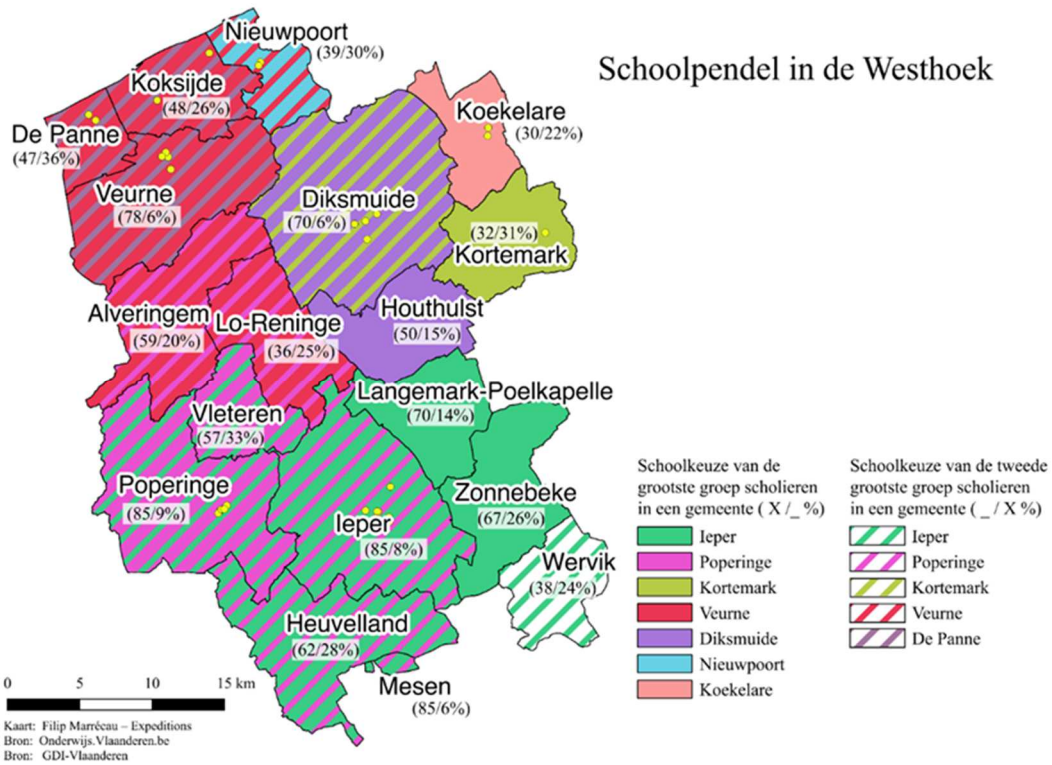 Schoolpendel in de Westhoek
Nieuwpoort
(39/30%)
Koksijde
(48/26%)
Koekelare
(30/22%)
De Panne
(47/36%)
Veurne
(78/6%)
Diksmuide
(70/6%)
(32/31%)
Kortemark
Alveringem
(59/20%)
Lo-Reninge
(36/25%)
Houthulst
(50/15%)
Langemark-Poelkapelle
(70/14%)
Vleteren
(57/33%)
Poperinge
(85/9%)
Ieper
(85/8%)
Zonnebeke
(67/26%)
Wervik
(38/24%)
Heuvelland
(62/28%)
Mesen
(85/6%)
Schoolkeuze van de
grootste groep scholieren
in een gemeente ( X /_ %)
Ieper
Poperinge
Kortemark
Veurne
Diksmuide
Nieuwpoort
Koekelare
Schoolkeuze van de tweede
grootste groep scholieren
in een gemeente ( _ / X %)
Ieper
Poperinge
Kortemark
Veurne
De Panne
0 5 10 15 km
Kaart: Filip Marrécau – Expeditions
Bron: Onderwijs.Vlaanderen.be
Bron: GDI-Vlaanderen